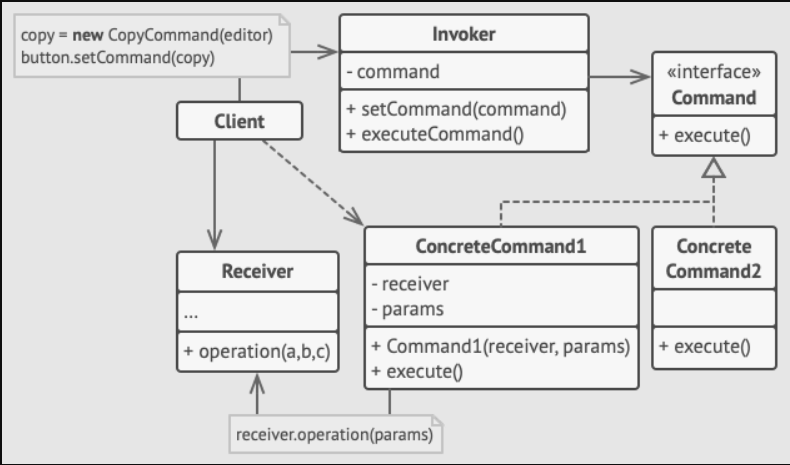 copy = new CopyCommand(editor)
button.setCommand(copy)
Client
Invoker
- command
+ setCommand(command)
+ executeCommand()
«interface»
Command
+ execute()
Receiver
...
+ operation(a,b,c)
ConcreteCommand1
- receiver
- params
+ Command1(receiver, params)
+ execute()
Concrete
Command2
+ execute()
receiver.operation(params)